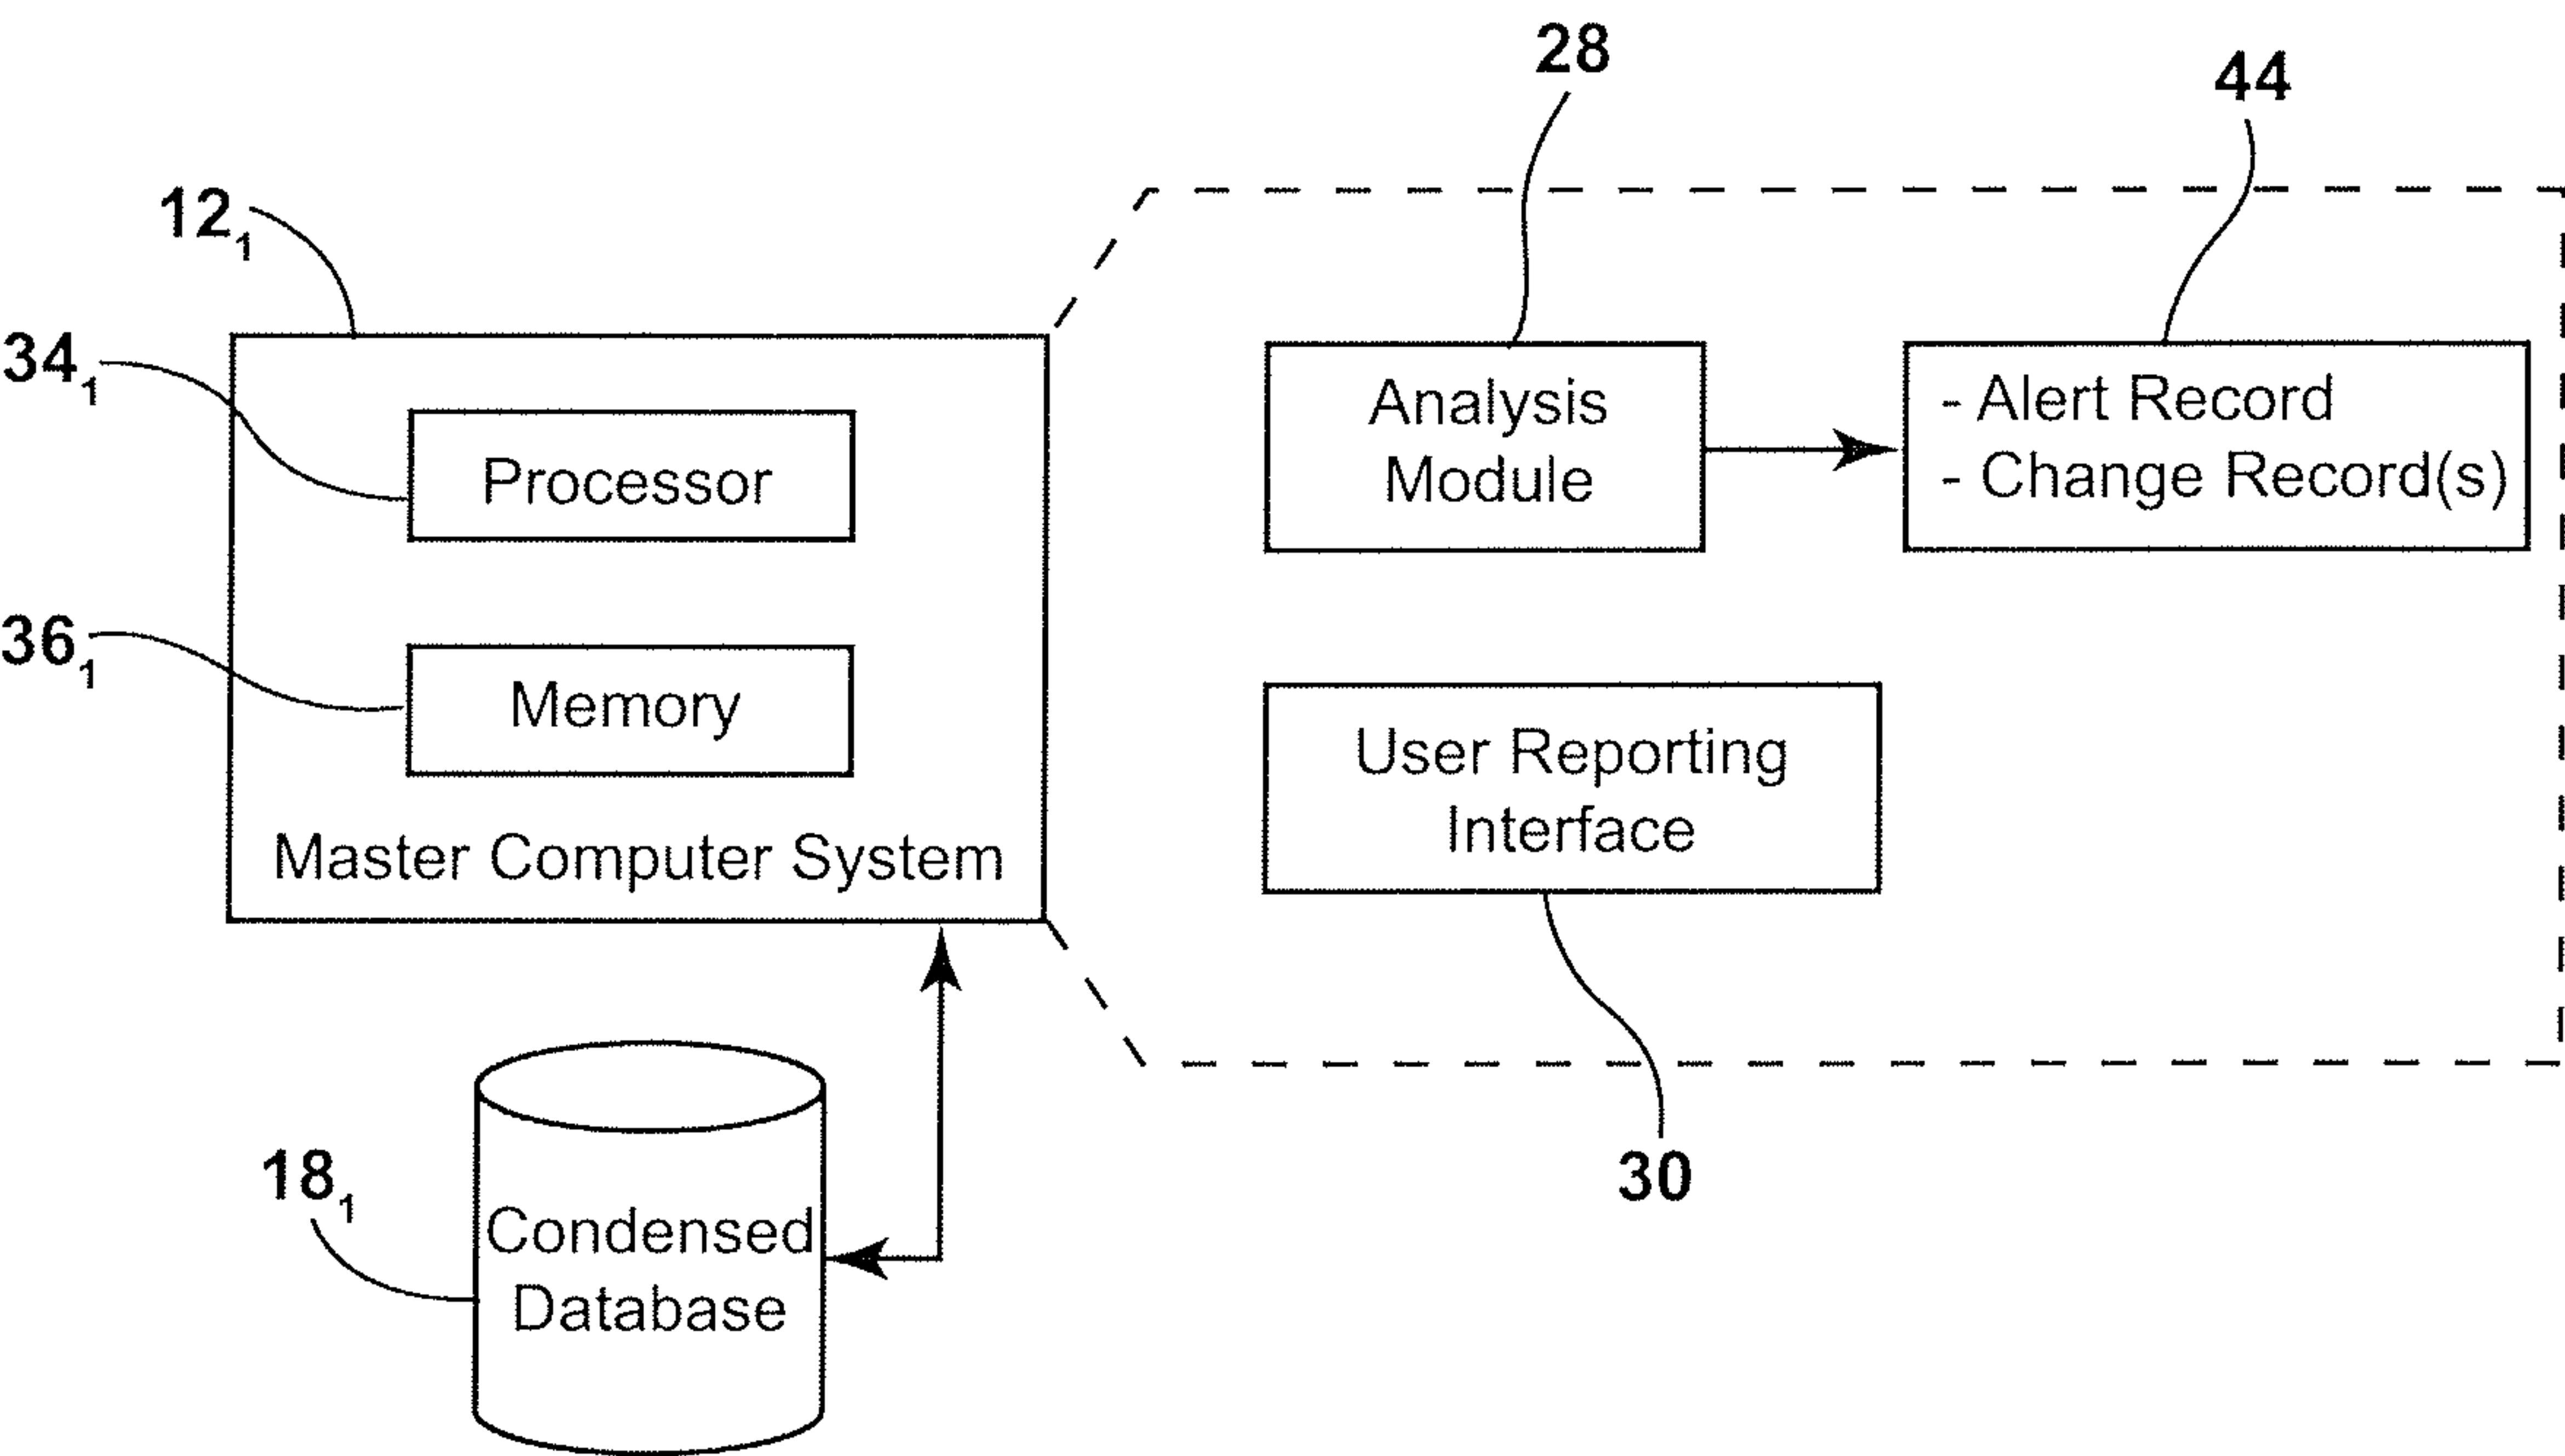 28
44
12₁
34₁
Processor
36₁
Memory
Master Computer System
Analysis
Module
- Alert Record
- Change Record(s)
User Reporting
Interface
30
18₁
Condensed
Database